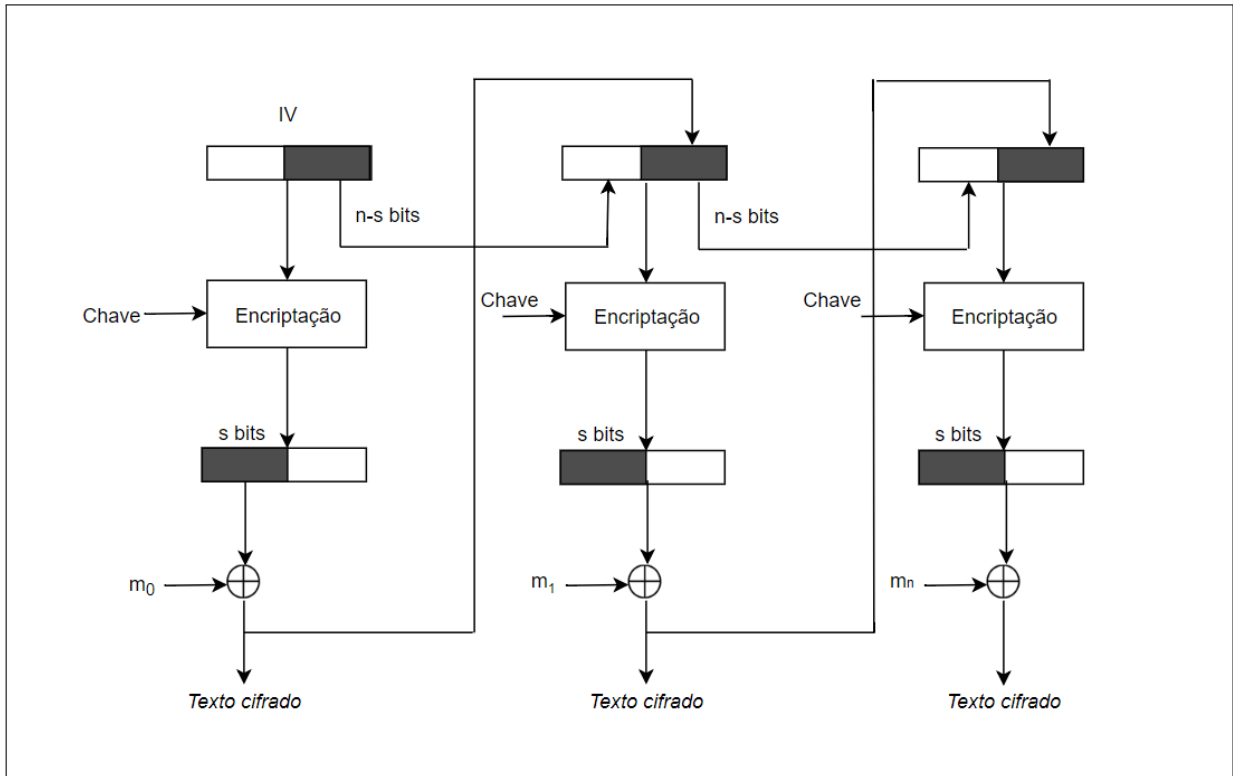 IV
n-s bits
n-s bits
Chave
Encriptação
Chave
Encriptação
Chave
Encriptação
s bits
s bits
s bits
m0
m1
mn
Texto cifrado
Texto cifrado
Texto cifrado